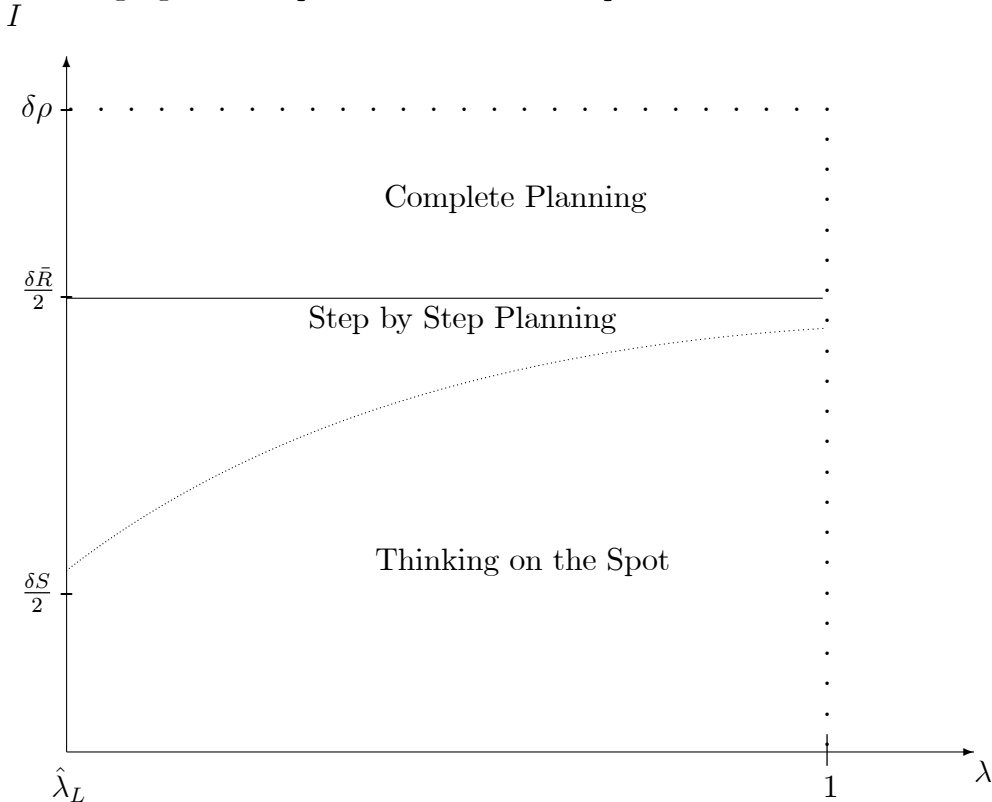 I
δρ
Complete Planning
δR̄/2
Step by Step Planning
Thinking on the Spot
δS/2
λ̂_L
1
λ